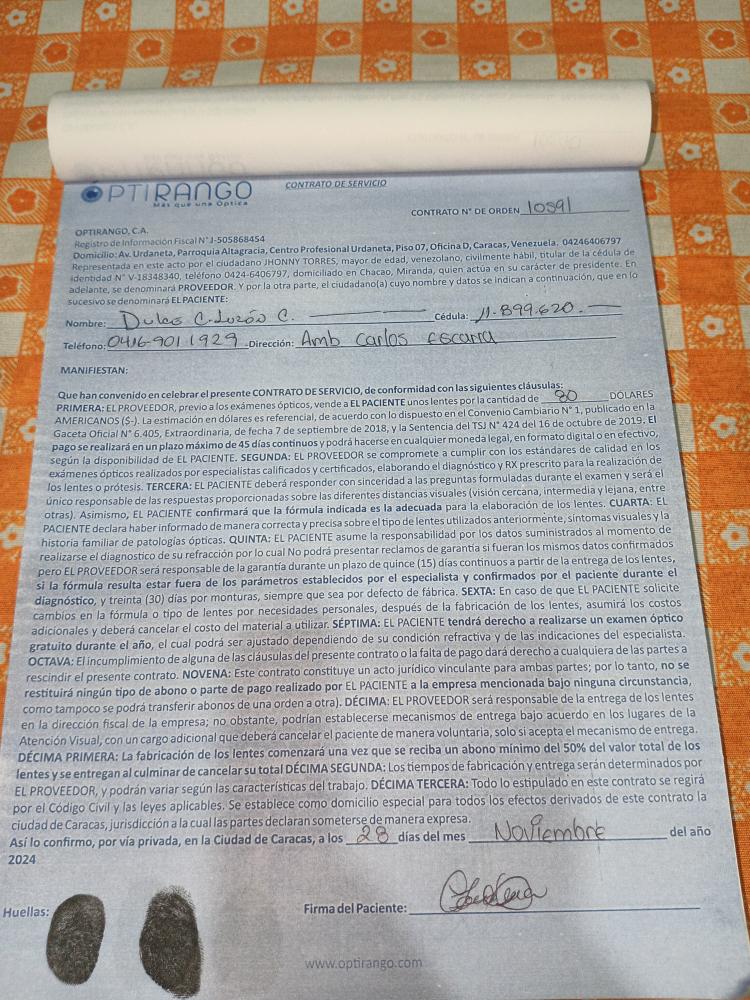 OPTIRANGO
Más que una Óptica
CONTRATO DE SERVICIO
CONTRATO N° DE ORDEN 10591
OPTIRANGO, C.A.
Registro de Información Fiscal N°J-505868454
Domicilio: Av. Urdaneta, Parroquia Altagracia, Centro Profesional Urdaneta, Piso 07, Oficina D, Caracas, Venezuela. 04246406797
Representada en este acto por el ciudadano JHONNY TORRES, mayor de edad, venezolano, civilmente hábil, titular de la cédula de
identidad N° V-18348340, teléfono 0424-6406797, domiciliado en Chacao, Miranda, quien actúa en su carácter de presidente. En
adelante, se denominará PROVEEDOR. Y por la otra parte, el ciudadano(a) cuyo nombre y datos se indican a continuación, que en lo
sucesivo se denominará EL PACIENTE:
Nombre: Dulce C. C. Cédula: 11.899.620.
Teléfono: 0416-901 1929 Dirección: Amb Carlos escarra
MANIFIESTAN:
Que han convenido en celebrar el presente CONTRATO DE SERVICIO, de conformidad con las siguientes cláusulas:
PRIMERA: EL PROVEEDOR, previo a los exámenes ópticos, vende a EL PACIENTE unos lentes por la cantidad de 80 DÓLARES
AMERICANOS ($-). La estimación en dólares es referencial, de acuerdo con lo dispuesto en el Convenio Cambiario N° 1, publicado en la
Gaceta Oficial N° 6.405, Extraordinaria, de fecha 7 de septiembre de 2018, y la Sentencia del TSJ N° 424 del 16 de octubre de 2019. El
pago se realizará en un plazo máximo de 45 días continuos y podrá hacerse en cualquier moneda legal, en formato digital o en efectivo,
según la disponibilidad de EL PACIENTE. SEGUNDA: EL PROVEEDOR se compromete a cumplir con los estándares de calidad en los
exámenes ópticos realizados por especialistas calificados y certificados, elaborando el diagnóstico y RX prescrito para la realización de
los lentes o prótesis. TERCERA: EL PACIENTE deberá responder con sinceridad a las preguntas formuladas durante el examen y será el
único responsable de las respuestas proporcionadas sobre las diferentes distancias visuales (visión cercana, intermedia y lejana, entre
otras). Asimismo, EL PACIENTE confirmará que la fórmula indicada es la adecuada para la elaboración de los lentes. CUARTA: EL
PACIENTE declara haber informado de manera correcta y precisa sobre el tipo de lentes utilizados anteriormente, síntomas visuales y la
historia familiar de patologías ópticas. QUINTA: EL PACIENTE asume la responsabilidad por los datos suministrados al momento de
realizarse el diagnostico de su refracción por lo cual No podrá presentar reclamos de garantía si fueran los mismos datos confirmados
pero EL PROVEEDOR será responsable de la garantía durante un plazo de quince (15) días continuos a partir de la entrega de los lentes,
si la fórmula resulta estar fuera de los parámetros establecidos por el especialista y confirmados por el paciente durante el
diagnóstico, y treinta (30) días por monturas, siempre que sea por defecto de fábrica. SEXTA: En caso de que EL PACIENTE solicite
cambios en la fórmula o tipo de lentes por necesidades personales, después de la fabricación de los lentes, asumirá los costos
adicionales y deberá cancelar el costo del material a utilizar. SÉPTIMA: EL PACIENTE tendrá derecho a realizarse un examen óptico
gratuito durante el año, el cual podrá ser ajustado dependiendo de su condición refractiva y de las indicaciones del especialista.
OCTAVA: El incumplimiento de alguna de las cláusulas del presente contrato o la falta de pago dará derecho a cualquiera de las partes a
rescindir el presente contrato. NOVENA: Este contrato constituye un acto jurídico vinculante para ambas partes; por lo tanto, no se
restituirá ningún tipo de abono o parte de pago realizado por EL PACIENTE a la empresa mencionada bajo ninguna circunstancia,
como tampoco se podrá transferir abonos de una orden a otra). DÉCIMA: EL PROVEEDOR será responsable de la entrega de los lentes
en la dirección fiscal de la empresa; no obstante, podrían establecerse mecanismos de entrega bajo acuerdo en los lugares de la
Atención Visual, con un cargo adicional que deberá cancelar el paciente de manera voluntaria, solo si acepta el mecanismo de entrega.
DÉCIMA PRIMERA: La fabricación de los lentes comenzará una vez que se reciba un abono mínimo del 50% del valor total de los
lentes y se entregan al culminar de cancelar su total DÉCIMA SEGUNDA: Los tiempos de fabricación y entrega serán determinados por
EL PROVEEDOR, y podrán variar según las características del trabajo. DÉCIMA TERCERA: Todo lo estipulado en este contrato se regirá
por el Código Civil y las leyes aplicables. Se establece como domicilio especial para todos los efectos derivados de este contrato la
ciudad de Caracas, jurisdicción a la cual las partes declaran someterse de manera expresa.
Así lo confirmo, por vía privada, en la Ciudad de Caracas, a los 28 días del mes Noviembre del año
2024
Huellas:
Firma del Paciente:
www.optirango.com